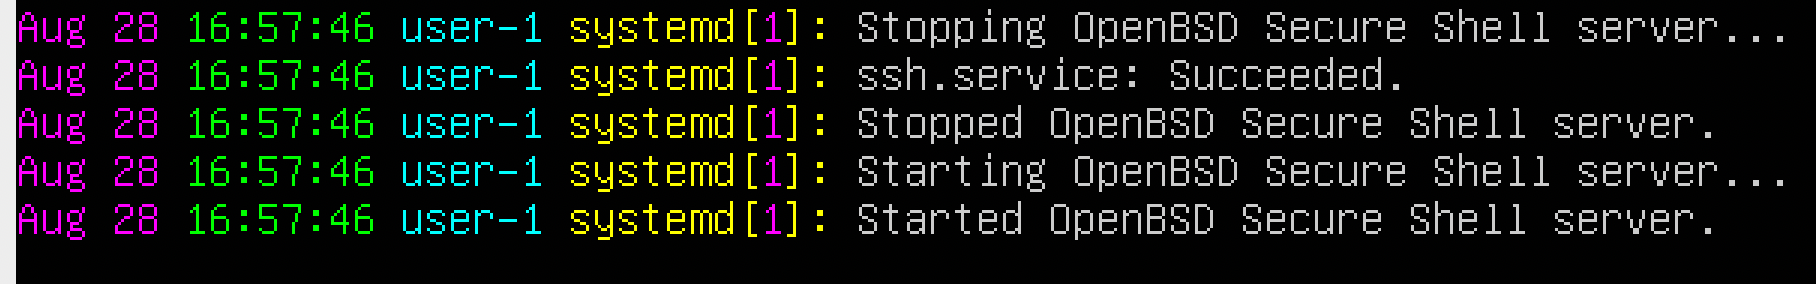 Aug 28 16:57:46 user-1 systemd[1]: Stopping OpenBSD Secure Shell server...
Aug 28 16:57:46 user-1 systemd[1]: ssh.service: Succeeded.
Aug 28 16:57:46 user-1 systemd[1]: Stopped OpenBSD Secure Shell server.
Aug 28 16:57:46 user-1 systemd[1]: Starting OpenBSD Secure Shell server...
Aug 28 16:57:46 user-1 systemd[1]: Started OpenBSD Secure Shell server.